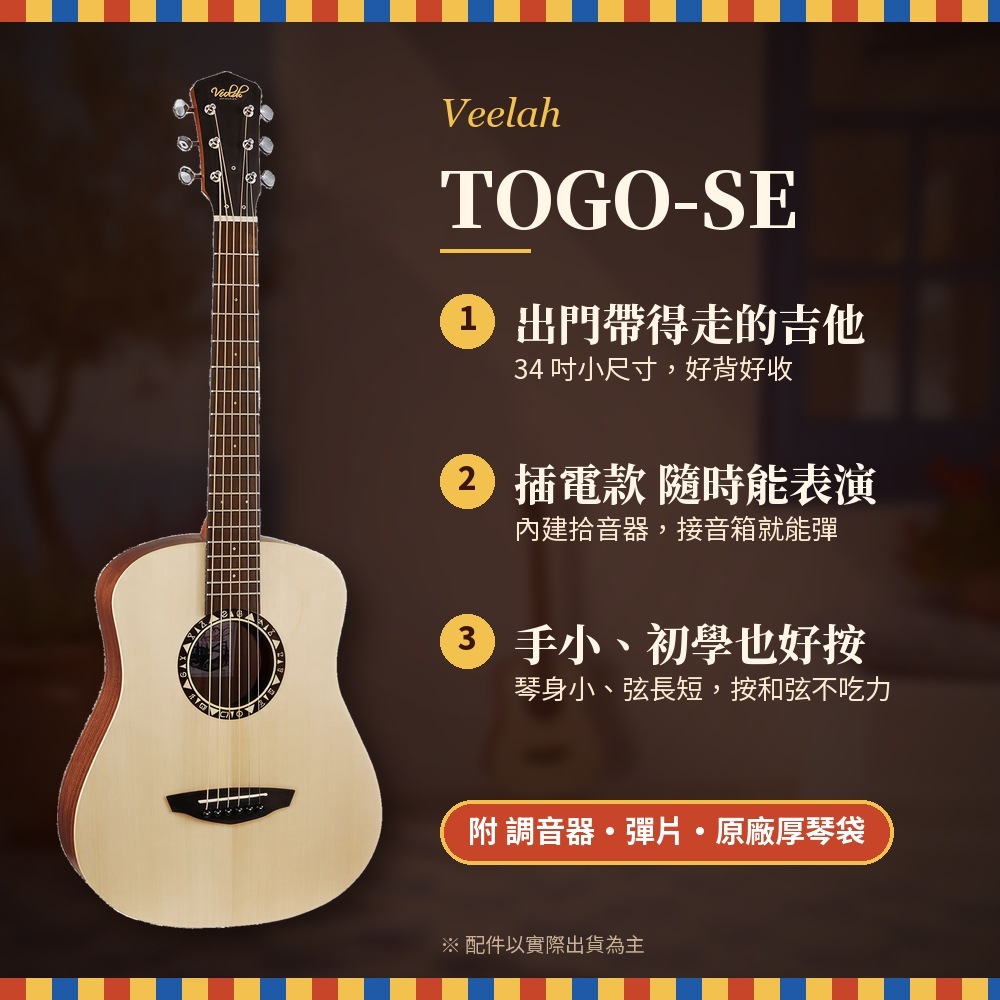 Veelah
Veelah
TOGO-SE
1
出門帶得走的吉他
34 吋小尺寸，好背好收
2
插電款 隨時能表演
內建拾音器，接音箱就能彈
3
手小、初學也好按
琴身小、弦長短，按和弦不吃力
附 調音器・彈片・原廠厚琴袋
※ 配件以實際出貨為主